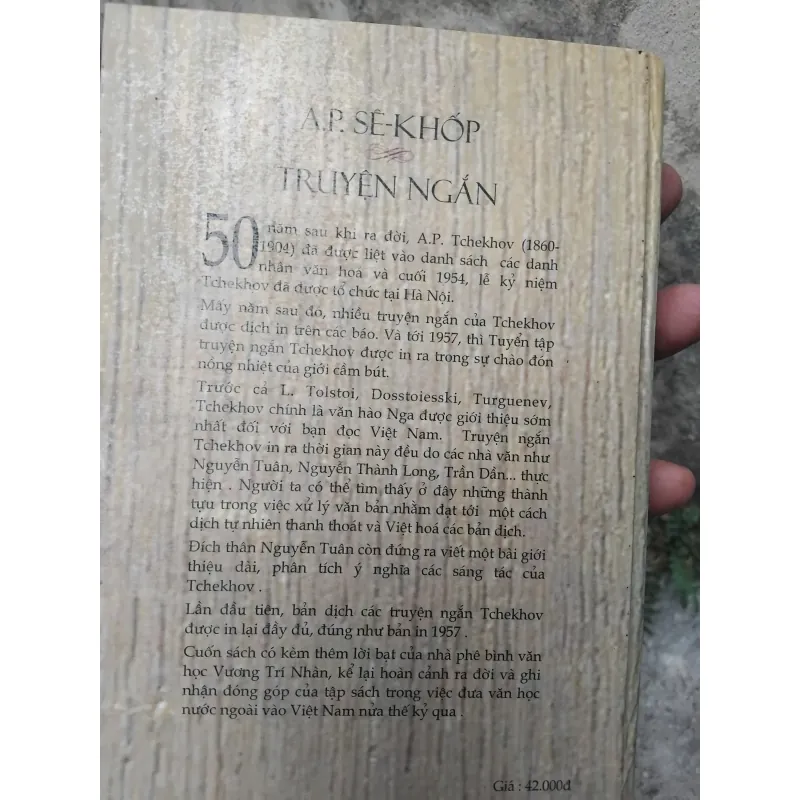 A.P. SÊ-KHỐP
TRUYỆN NGẮN
50 năm sau khi ra đời, A.P. Tchekhov (1860-
1904) đã được liệt vào danh sách các danh
nhân văn hoá và cuối 1954, lễ kỷ niệm
Tchekhov đã được tổ chức tại Hà Nội.
Mấy năm sau đó, nhiều truyện ngắn của Tchekhov
được dịch in trên các báo. Và tới 1957, thì Tuyển tập
truyện ngắn Tchekhov được in ra trong sự chào đón
nồng nhiệt của giới cầm bút.
Trước cả L. Tolstoi, Dosstoiesski, Turguenev,
Tchekhov chính là văn hào Nga được giới thiệu sớm
nhất đối với bạn đọc Việt Nam. Truyện ngắn
Tchekhov in ra thời gian này đều do các nhà văn như
Nguyễn Tuân, Nguyễn Thành Long, Trần Dần... thực
hiện . Người ta có thể tìm thấy ở đây những thành
tựu trong việc xử lý văn bản nhằm đạt tới một cách
dịch tự nhiên thanh thoát và Việt hoá các bản dịch.
Đích thân Nguyễn Tuân còn đứng ra viết một bài giới
thiệu dài, phân tích ý nghĩa các sáng tác của
Tchekhov .
Lần đầu tiên, bản dịch các truyện ngắn Tchekhov
được in lại đầy đủ, đúng như bản in 1957 .
Cuốn sách có kèm thêm lời bạt của nhà phê bình văn
học Vương Trí Nhàn, kể lại hoàn cảnh ra đời và ghi
nhận đóng góp của tập sách trong việc đưa văn học
nước ngoài vào Việt Nam nửa thế kỷ qua .
Giá : 42.000đ